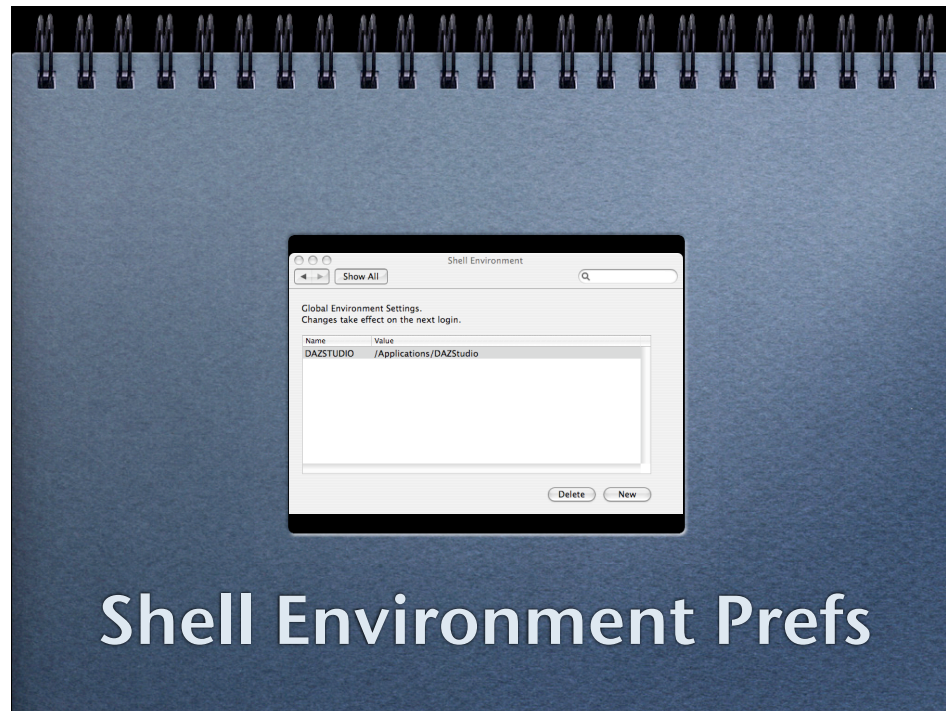 Shell Environment
Show All
Global Environment Settings.
Changes take effect on the next login.
Name Value
DAZSTUDIO /Applications/DAZStudio
Delete New
Shell Environment Prefs